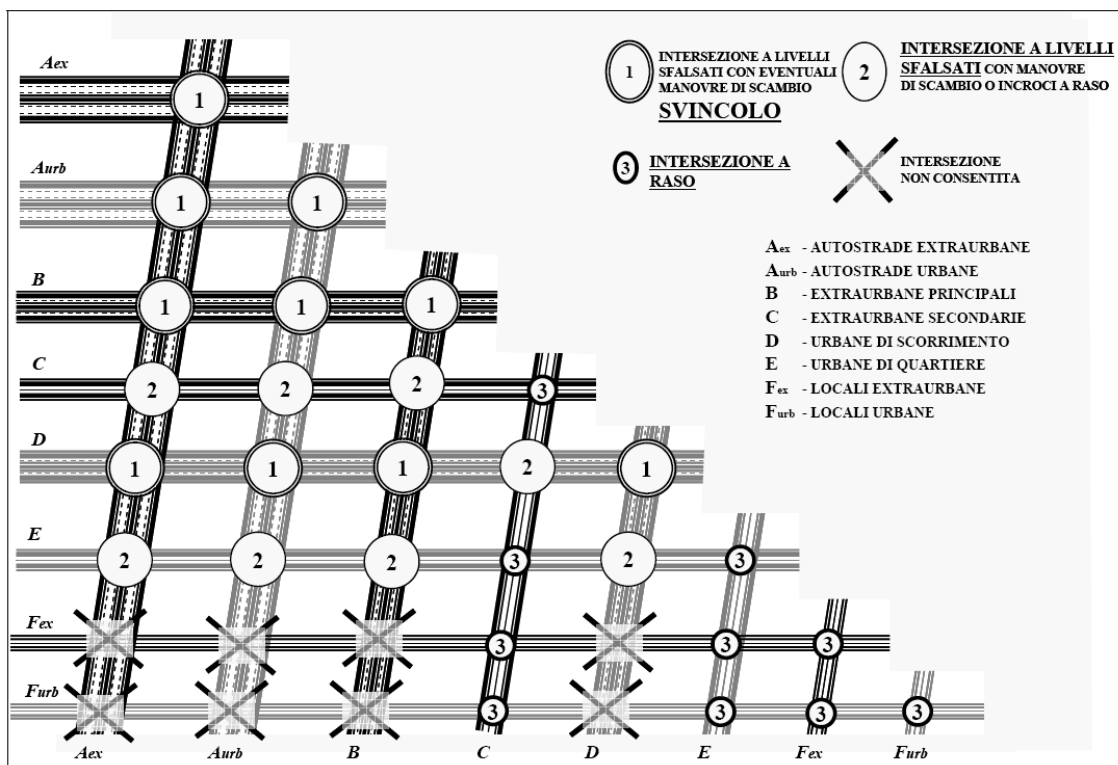 Aex
1
INTERSEZIONE A LIVELLI
SFALSATI CON EVENTUALI
MANOVRE DI SCAMBIO
SVINCOLO
2
INTERSEZIONE A LIVELLI
SFALSATI CON MANOVRE
DI SCAMBIO O INCROCI A RASO
1
3
INTERSEZIONE A
RASO
INTERSEZIONE
NON CONSENTITA
Aurb
1 1
Aex - AUTOSTRADE EXTRAURBANE
Aurb - AUTOSTRADE URBANE
B - EXTRAURBANE PRINCIPALI
C - EXTRAURBANE SECONDARIE
D - URBANE DI SCORRIMENTO
E - URBANE DI QUARTIERE
Fex - LOCALI EXTRAURBANE
Furb - LOCALI URBANE
B
1 1 1
C
2 2 2 3
D
1 1 1 2 1
E
2 2 2 3 2 3
Fex
3 3 3
Furb
3 3 3 3
Aex Aurb B C D E Fex Furb